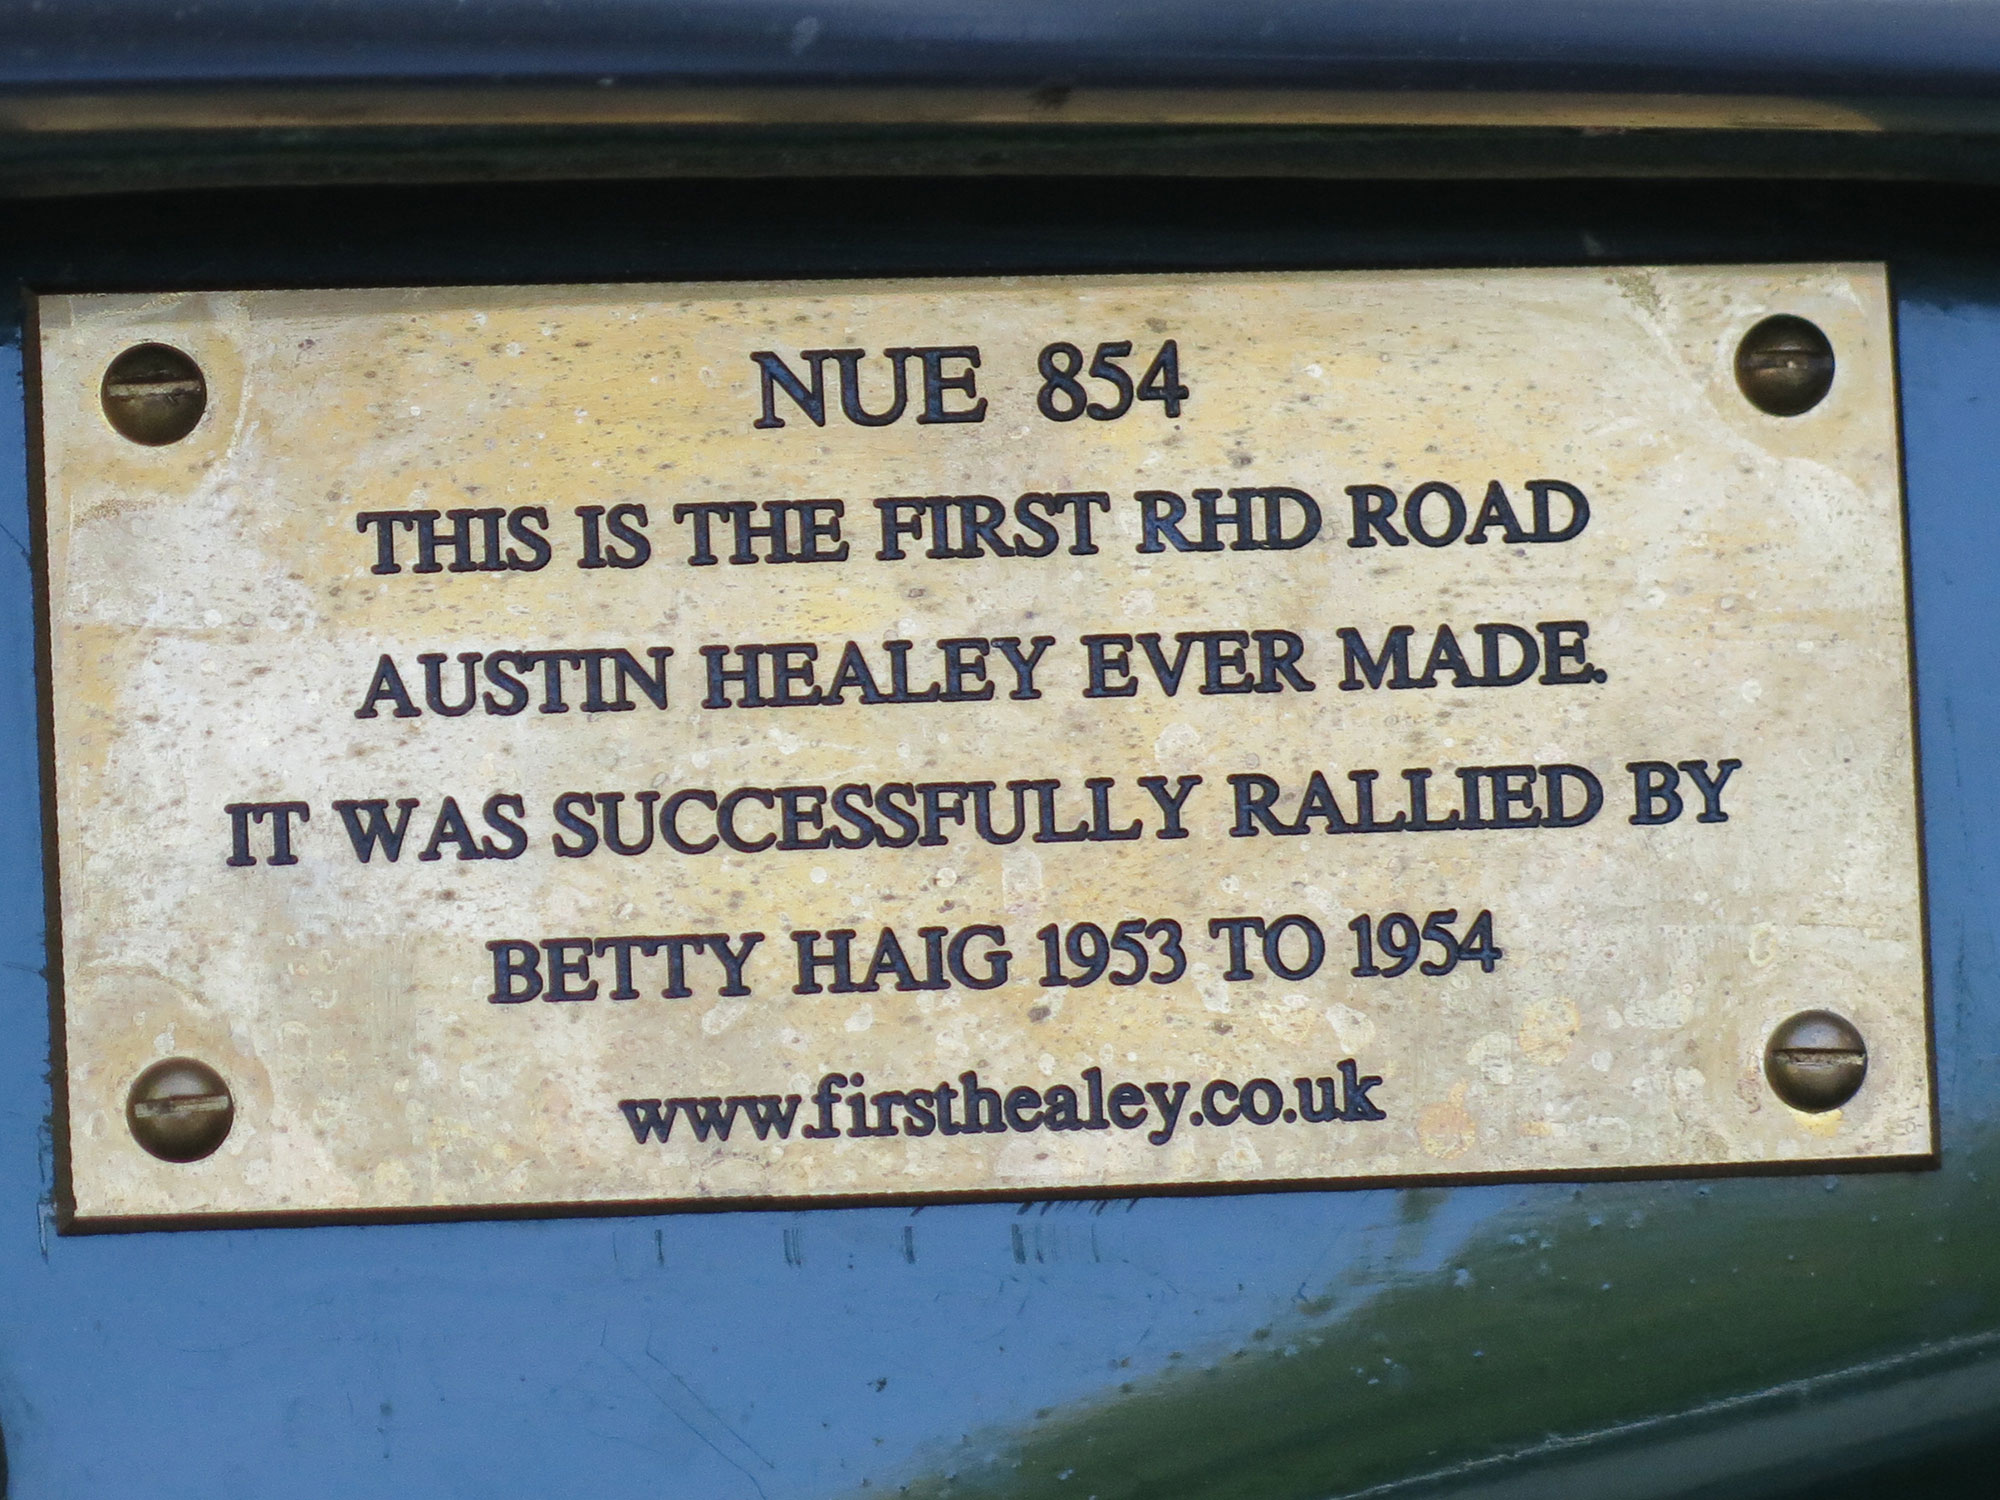 NUE 854
THIS IS THE FIRST RHD ROAD
AUSTIN HEALEY EVER MADE.
IT WAS SUCCESSFULLY RALLIED BY
BETTY HAIG 1953 TO 1954
www.firsthealey.co.uk